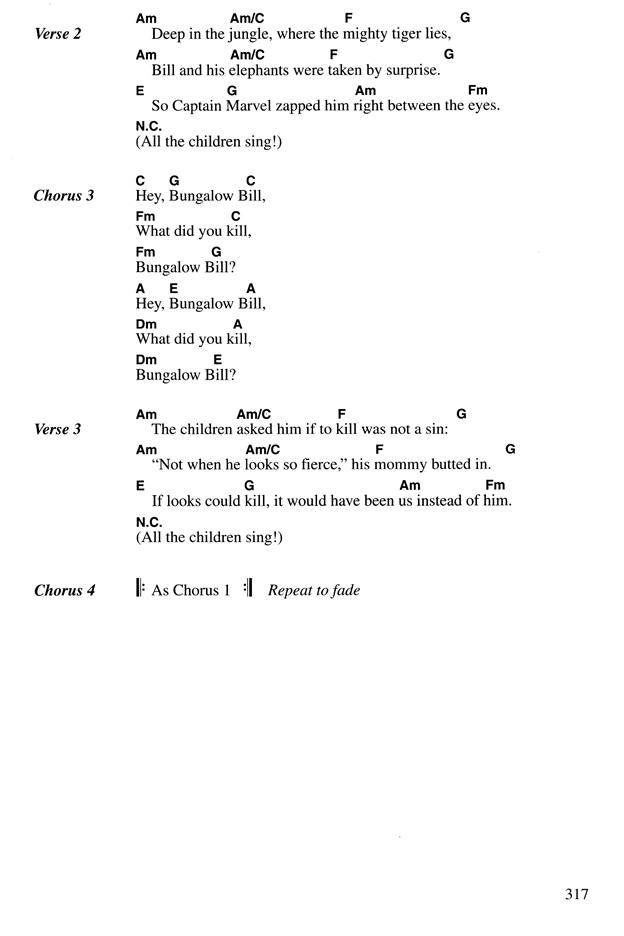 Am Am/C F G
Verse 2 Deep in the jungle, where the mighty tiger lies,
Am Am/C F G
Bill and his elephants were taken by surprise.
E G Am Fm
So Captain Marvel zapped him right between the eyes.
N.C.
(All the children sing!)
C G C
Chorus 3 Hey, Bungalow Bill,
Fm C
What did you kill,
Fm G
Bungalow Bill?
A E A
Hey, Bungalow Bill,
Dm A
What did you kill,
Dm E
Bungalow Bill?
Am Am/C F G
Verse 3 The children asked him if to kill was not a sin:
Am Am/C F G
“Not when he looks so fierce,” his mommy butted in.
E G Am Fm
If looks could kill, it would have been us instead of him.
N.C.
(All the children sing!)
Chorus 4 𝄆 As Chorus 1 𝄇 Repeat to fade
317